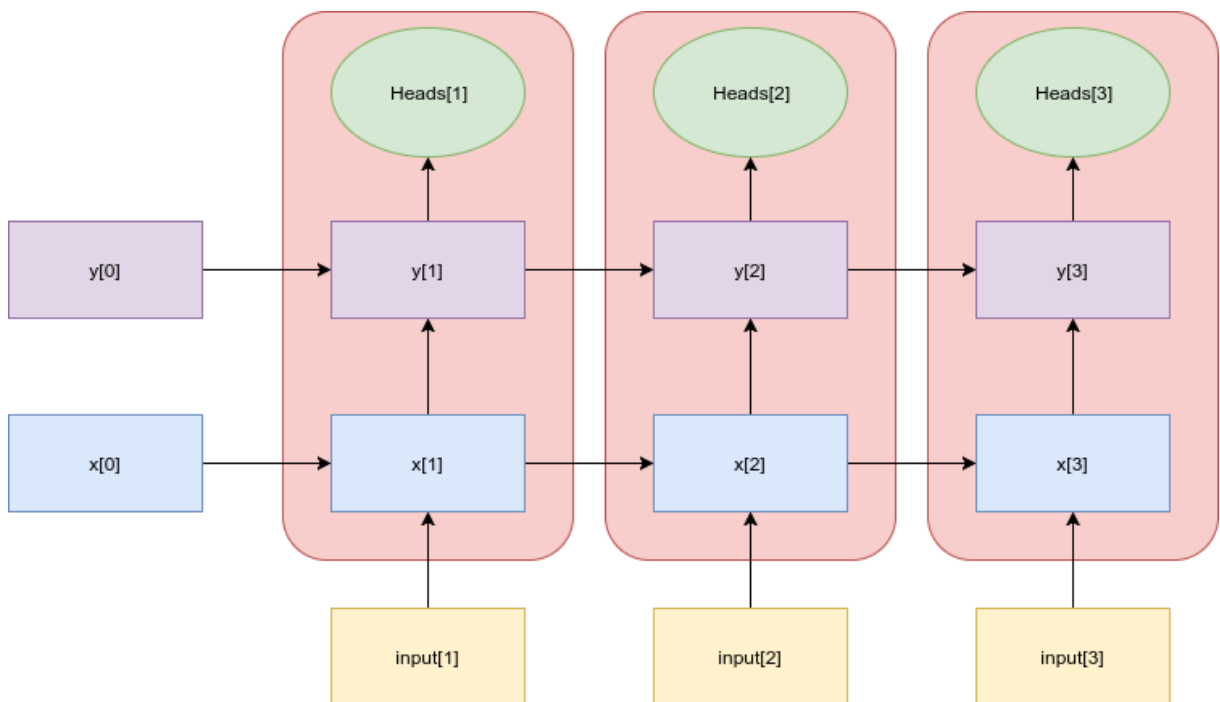 Heads[1]
Heads[2]
Heads[3]
y[0]
y[1]
y[2]
y[3]
x[0]
x[1]
x[2]
x[3]
input[1]
input[2]
input[3]